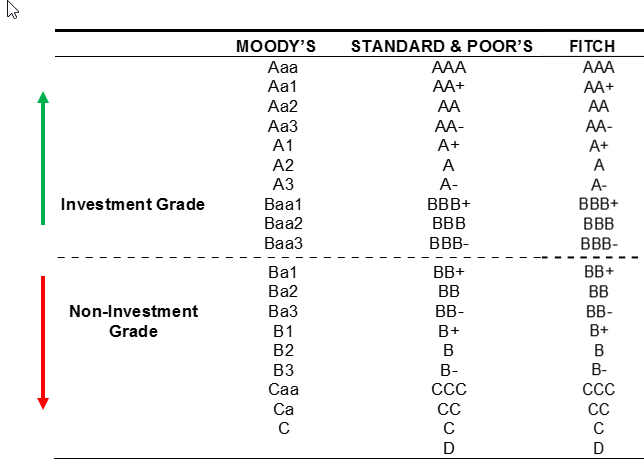 MOODY'S STANDARD & POOR'S FITCH
Aaa AAA AAA
Aa1 AA+ AA+
Aa2 AA AA
Aa3 AA- AA-
A1 A+ A+
A2 A A
A3 A- A-
Investment Grade Baa1 BBB+ BBB+
Baa2 BBB BBB
Baa3 BBB- BBB-
Ba1 BB+ BB+
Ba2 BB BB
Non-Investment Ba3 BB- BB-
Grade B1 B+ B+
B2 B B
B3 B- B-
Caa CCC CCC
Ca CC CC
C C C
D D